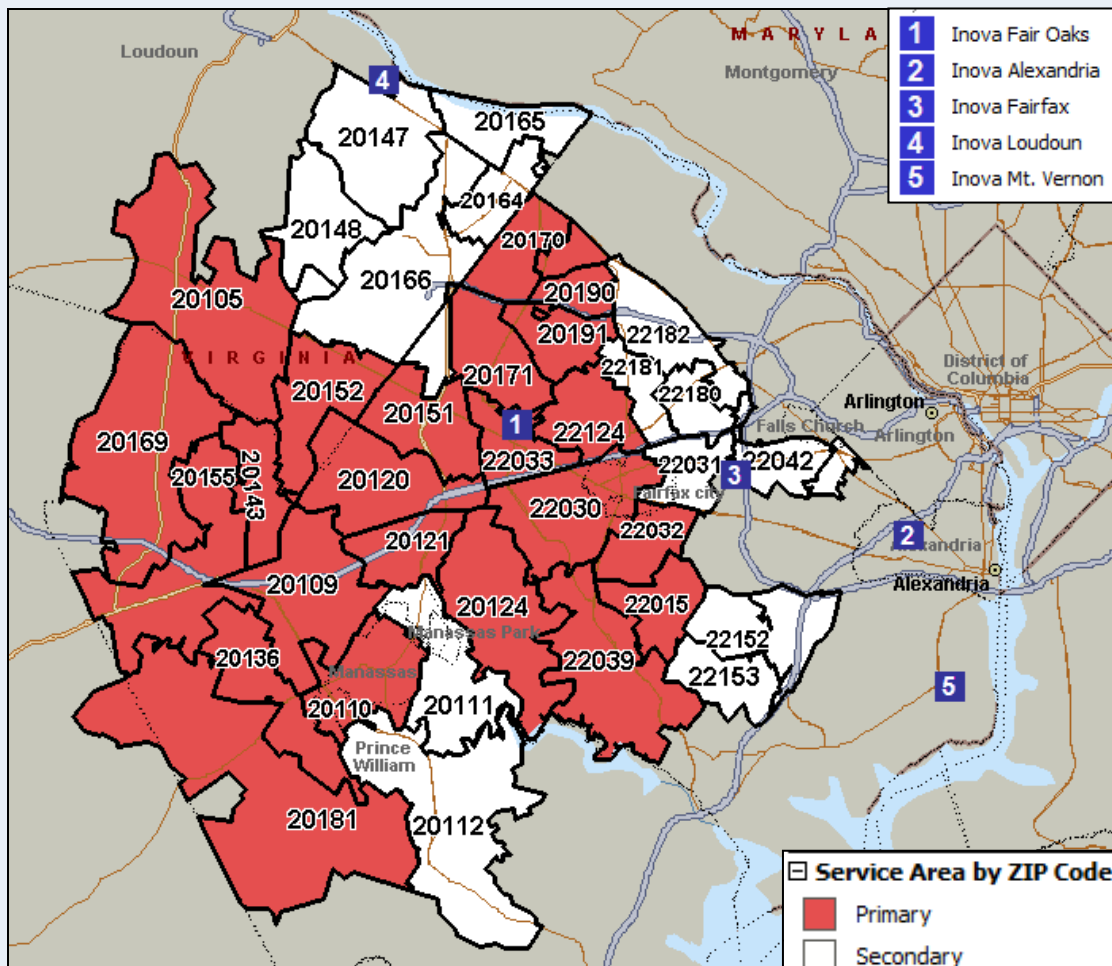 MARYLA
Loudoun
Montgomery
1 Inova Fair Oaks
2 Inova Alexandria
3 Inova Fairfax
4 Inova Loudoun
5 Inova Mt. Vernon
4
20147
20165
20164
20148
20170
20166
20105
20190
20191
22182
VIRGINIA
22181
District of
Columbia
20152
20171
22180
20151
Arlington
1
Falls Church
Arlington
22124
20169
20155
20143
22033
22031
22042
20120
3
Fairfax city
22030
22032
2
Alexandria
20121
20109
Alexandria
20124
22015
Manassas Park
22152
20136
22039
Manassas
22153
5
20110
20111
Prince
William
20181
20112
Service Area by ZIP Code
Primary
Secondary